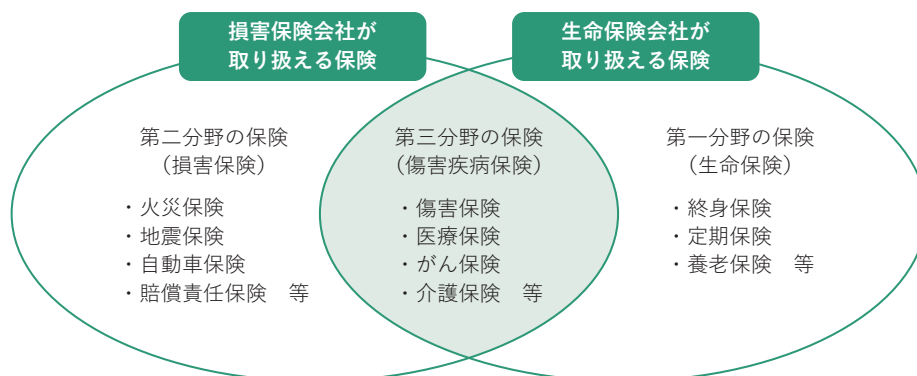 損害保険会社が
取り扱える保険
生命保険会社が
取り扱える保険
第二分野の保険
（損害保険）
・火災保険
・地震保険
・自動車保険
・賠償責任保険　等
第三分野の保険
（傷害疾病保険）
・傷害保険
・医療保険
・がん保険
・介護保険　等
第一分野の保険
（生命保険）
・終身保険
・定期保険
・養老保険　等